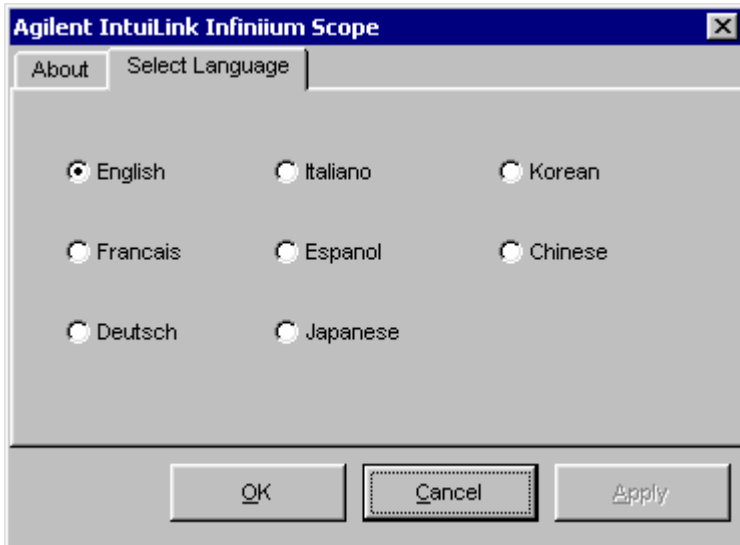 Agilent IntuiLink Infiniium Scope
About Select Language
English Italiano Korean
Francais Espanol Chinese
Deutsch Japanese
OK Cancel Apply